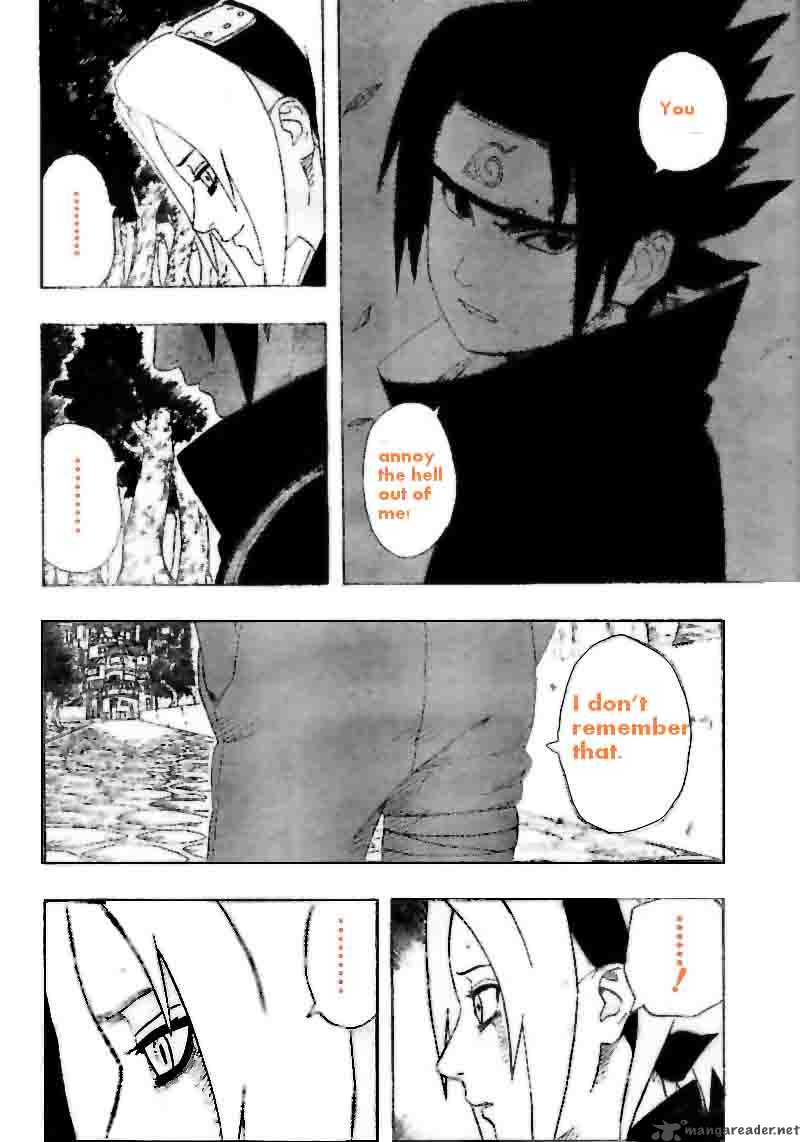 You
annoy
the hell
out of
me!
..........
..........
I don't
remember
that.
......!
..........
mangareader.net